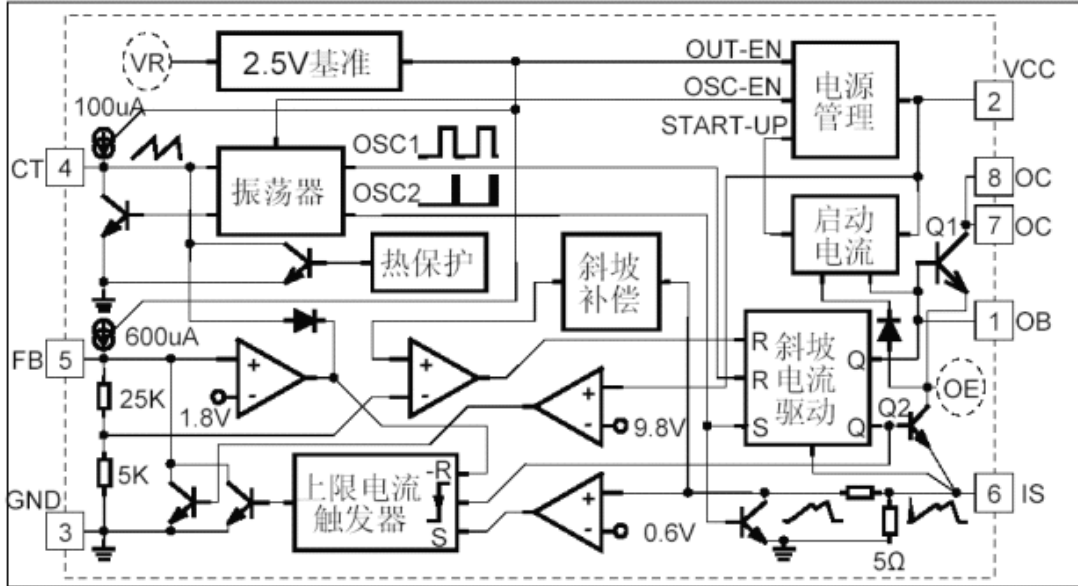 VR
2.5V基准
OUT-EN
OSC-EN
START-UP
电源
管理
VCC
2
100uA
CT
4
振荡器
OSC1
OSC2
8
OC
7
OC
启动
电流
Q1
热保护
斜坡
补偿
600uA
1
OB
FB
5
25K
1.8V
+
-
+
-
+
-
9.8V
R
R
S
斜坡
电流
驱动
Q
Q
Q2
OE
5K
GND
3
上限电流
触发器
-R
S
+
-
0.6V
5Ω
6
IS